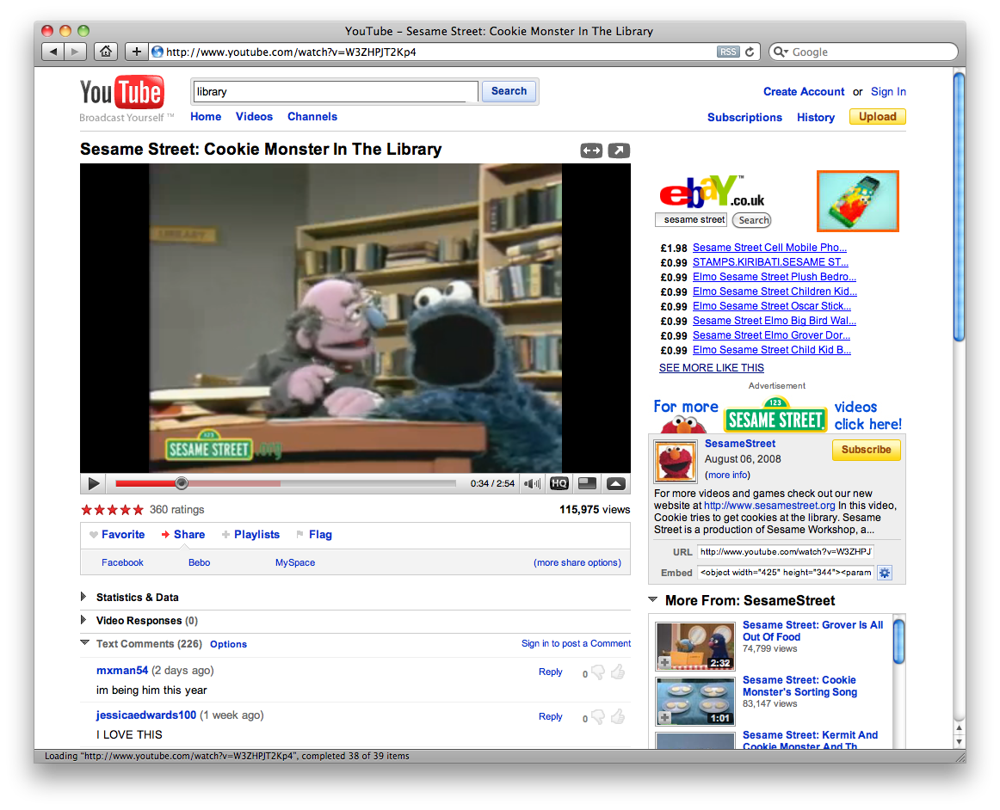 YouTube - Sesame Street: Cookie Monster In The Library
http://www.youtube.com/watch?v=W3ZHPJT2Kp4
RSS
Google
YouTube
Broadcast Yourself ™
library
Search
Home Videos Channels
Create Account or Sign In
Subscriptions History Upload
Sesame Street: Cookie Monster In The Library
LIBRARY
123
SESAME STREET.org
0:34 / 2:54
HQ
360 ratings
115,975 views
Favorite Share Playlists Flag
Facebook Bebo MySpace (more share options)
Statistics & Data
Video Responses (0)
Text Comments (226) Options
Sign in to post a Comment
mxman54 (2 days ago)
Reply 0
im being him this year
jessicaedwards100 (1 week ago)
Reply 0
I LOVE THIS
ebaY™.co.uk
sesame street Search
£1.98 Sesame Street Cell Mobile Pho...
£0.99 STAMPS.KIRIBATI.SESAME ST...
£0.99 Elmo Sesame Street Plush Bedro...
£0.99 Elmo Sesame Street Children Kid...
£0.99 Elmo Sesame Street Oscar Stick...
£0.99 Sesame Street Elmo Big Bird Wal...
£0.99 Sesame Street Elmo Grover Dor...
£0.99 Elmo Sesame Street Child Kid B...
SEE MORE LIKE THIS
Advertisement
For more 123 SESAME STREET. videos
click here!
SesameStreet
August 06, 2008
(more info)
Subscribe
For more videos and games check out our new
website at http://www.sesamestreet.org In this video,
Cookie tries to get cookies at the library. Sesame
Street is a production of Sesame Workshop, a...
URL http://www.youtube.com/watch?v=W3ZHPJ
Embed <object width="425" height="344"><param
More From: SesameStreet
Sesame Street: Grover Is All
Out Of Food
74,799 views
2:32
Sesame Street: Cookie
Monster's Sorting Song
83,147 views
1:01
Sesame Street: Kermit And
Cookie Monster And Th
Loading "http://www.youtube.com/watch?v=W3ZHPJT2Kp4", completed 38 of 39 items